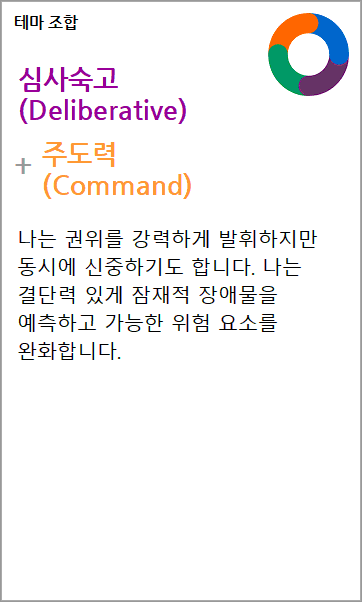 테마 조합
심사숙고
(Deliberative)
+ 주도력
(Command)
나는 권위를 강력하게 발휘하지만
동시에 신중하기도 합니다. 나는
결단력 있게 잠재적 장애물을
예측하고 가능한 위험 요소를
완화합니다.